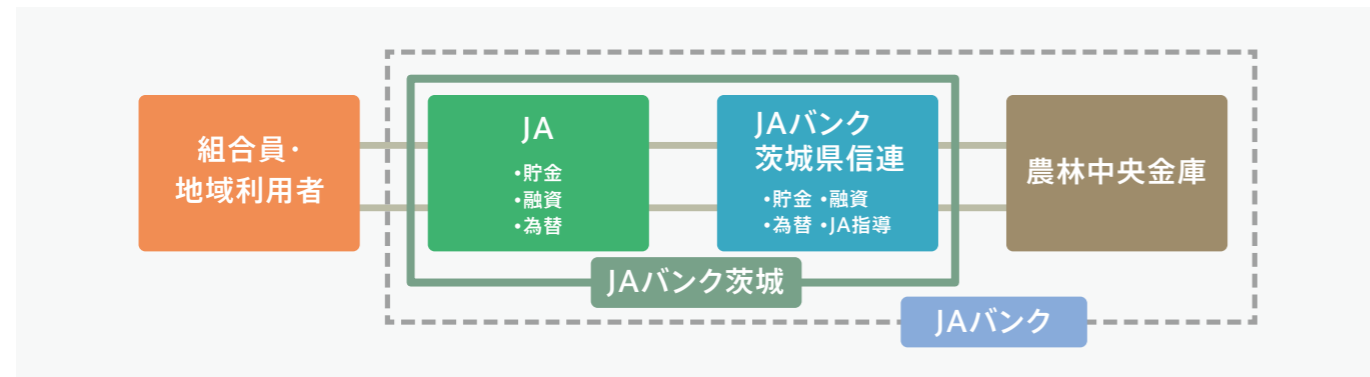 組合員・
地域利用者
JA
・貯金
・融資
・為替
JAバンク
茨城県信連
・貯金 ・融資
・為替 ・JA指導
農林中央金庫
JAバンク茨城
JAバンク